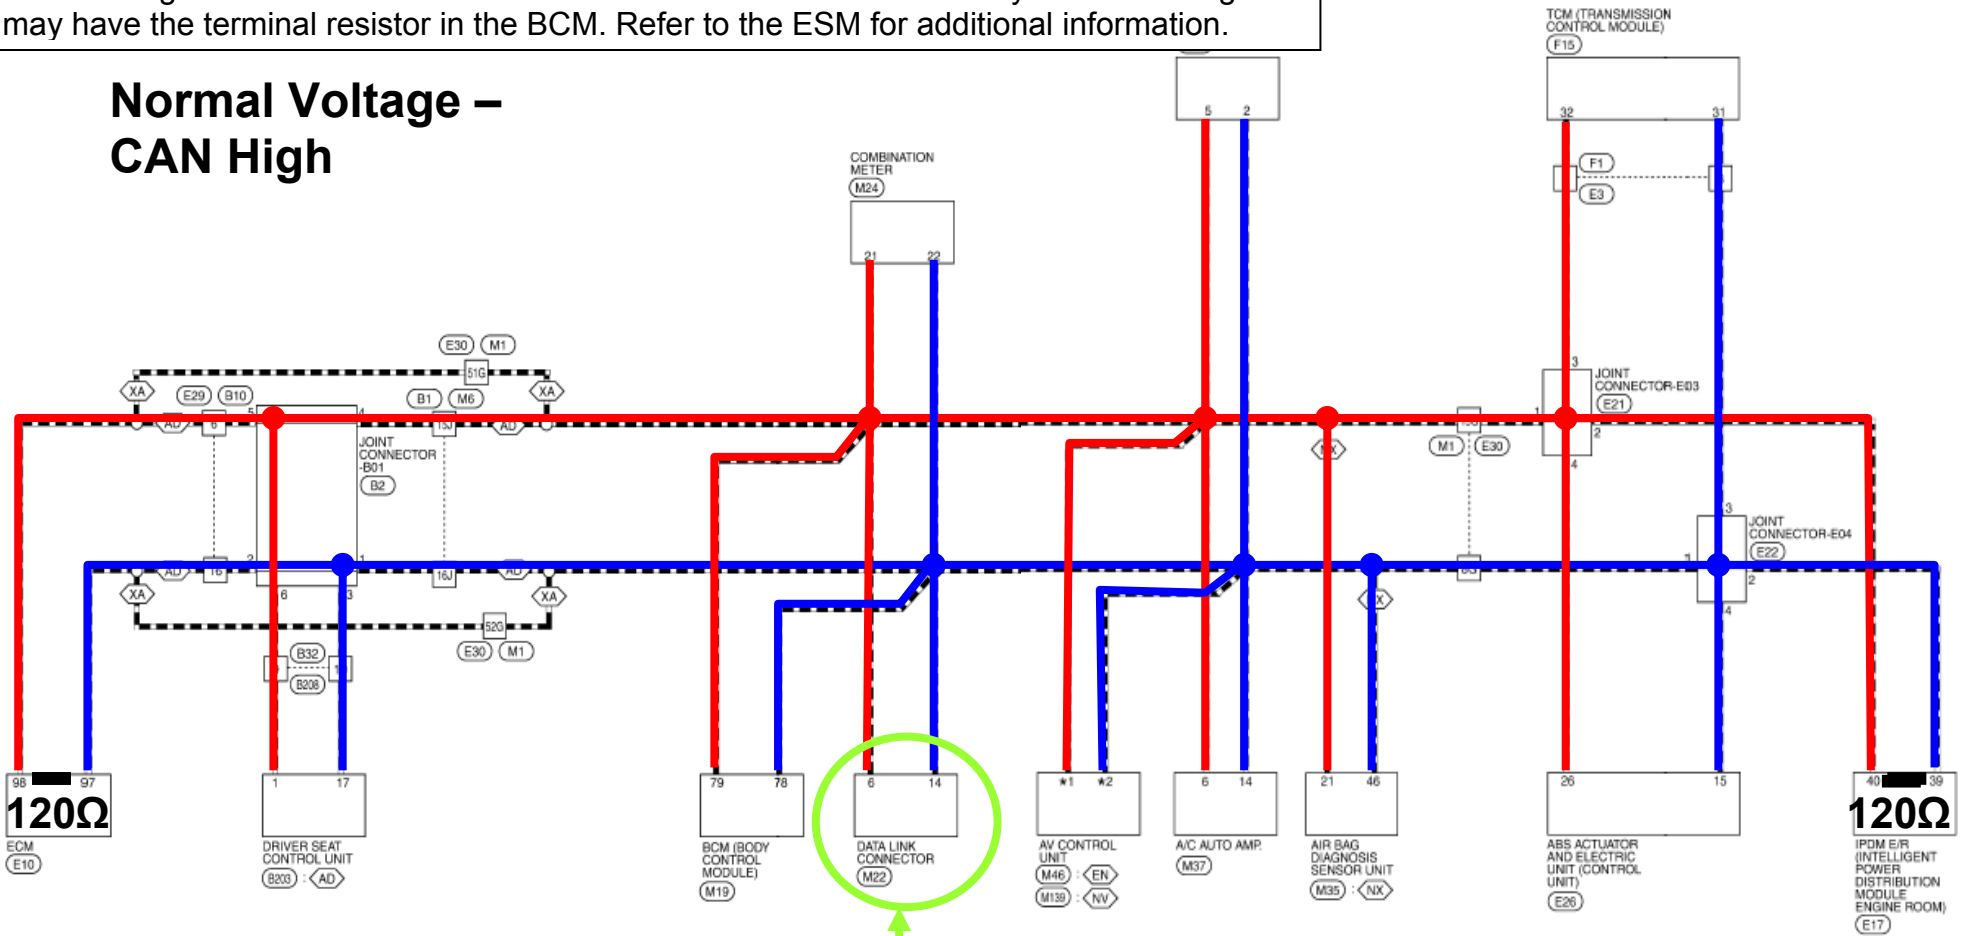 may have the terminal resistor in the BCM. Refer to the ESM for additional information.
Normal Voltage –
CAN High
TCM (TRANSMISSION
CONTROL MODULE)
F15
5 2
32 31
F1
E3
COMBINATION
METER
M24
21 22
E30 M1
51G
XA XA
E29 B10
B1 M6
5 4
AD 6 15J AD
JOINT
CONNECTOR
-B01
B2
3
JOINT
CONNECTOR-E03
E21
1
2
4
M1 E30
3
JOINT
CONNECTOR-E04
E22
1
2
4
2 1
AD 16 16J AD
XA XA
6 3
52G
E30 M1
B32
B208
98 97
120Ω
ECM
E10
1 17
DRIVER SEAT
CONTROL UNIT
B203 : AD
79 78
BCM (BODY
CONTROL
MODULE)
M19
6 14
DATA LINK
CONNECTOR
M22
*1 *2
AV CONTROL
UNIT
M46 : EN
M139 : NV
6 14
A/C AUTO AMP.
M37
21 46
AIR BAG
DIAGNOSIS
SENSOR UNIT
M35 : NX
26 15
ABS ACTUATOR
AND ELECTRIC
UNIT (CONTROL
UNIT)
E26
40 39
120Ω
IPDM E/R
(INTELLIGENT
POWER
DISTRIBUTION
MODULE
ENGINE ROOM)
E17